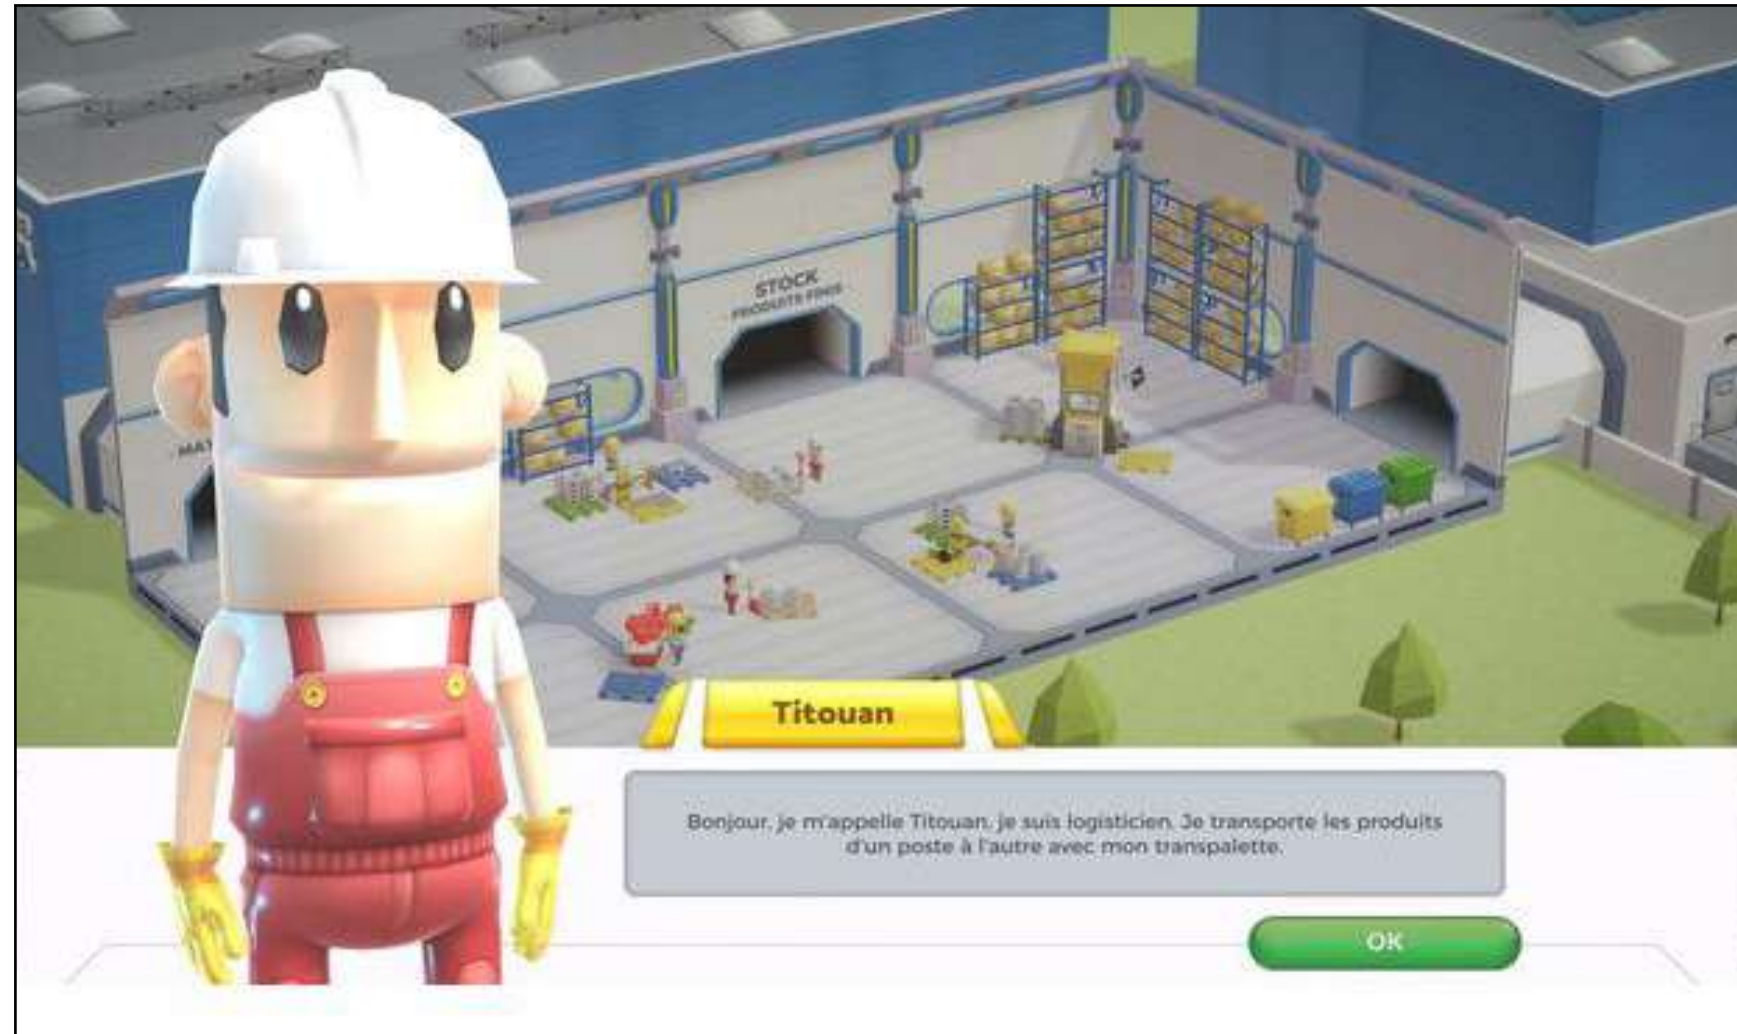 STOCK
PRODUITS FINIS
Titouan
Bonjour, je m'appelle Titouan, je suis logisticien. Je transporte les produits
d'un poste à l'autre avec mon transpalette.
OK